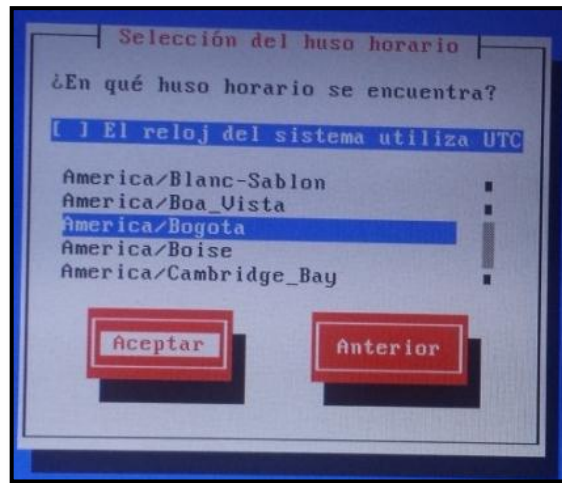 Selección del huso horario
¿En qué huso horario se encuentra?
[ ] El reloj del sistema utiliza UTC
America/Blanc-Sablon
America/Boa_Vista
America/Bogota
America/Boise
America/Cambridge_Bay
Aceptar
Anterior